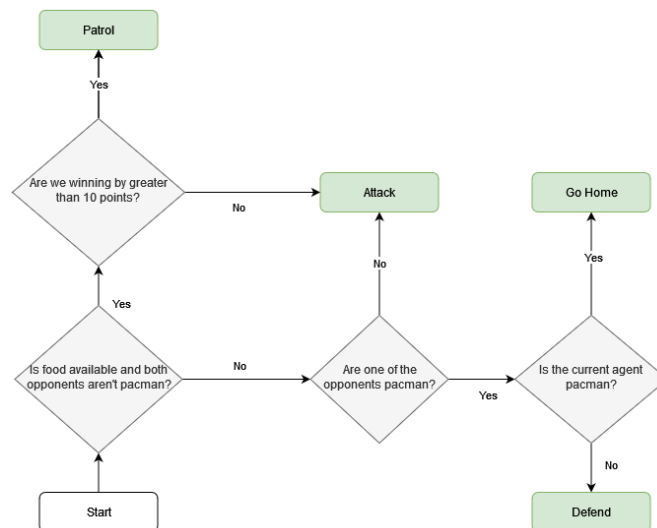 Patrol
Yes
Are we winning by greater
than 10 points?
No
Attack
Go Home
No
Yes
Yes
Is food available and both
opponents aren't pacman?
No
Are one of the
opponents pacman?
Yes
Is the current agent
pacman?
No
Start
Defend